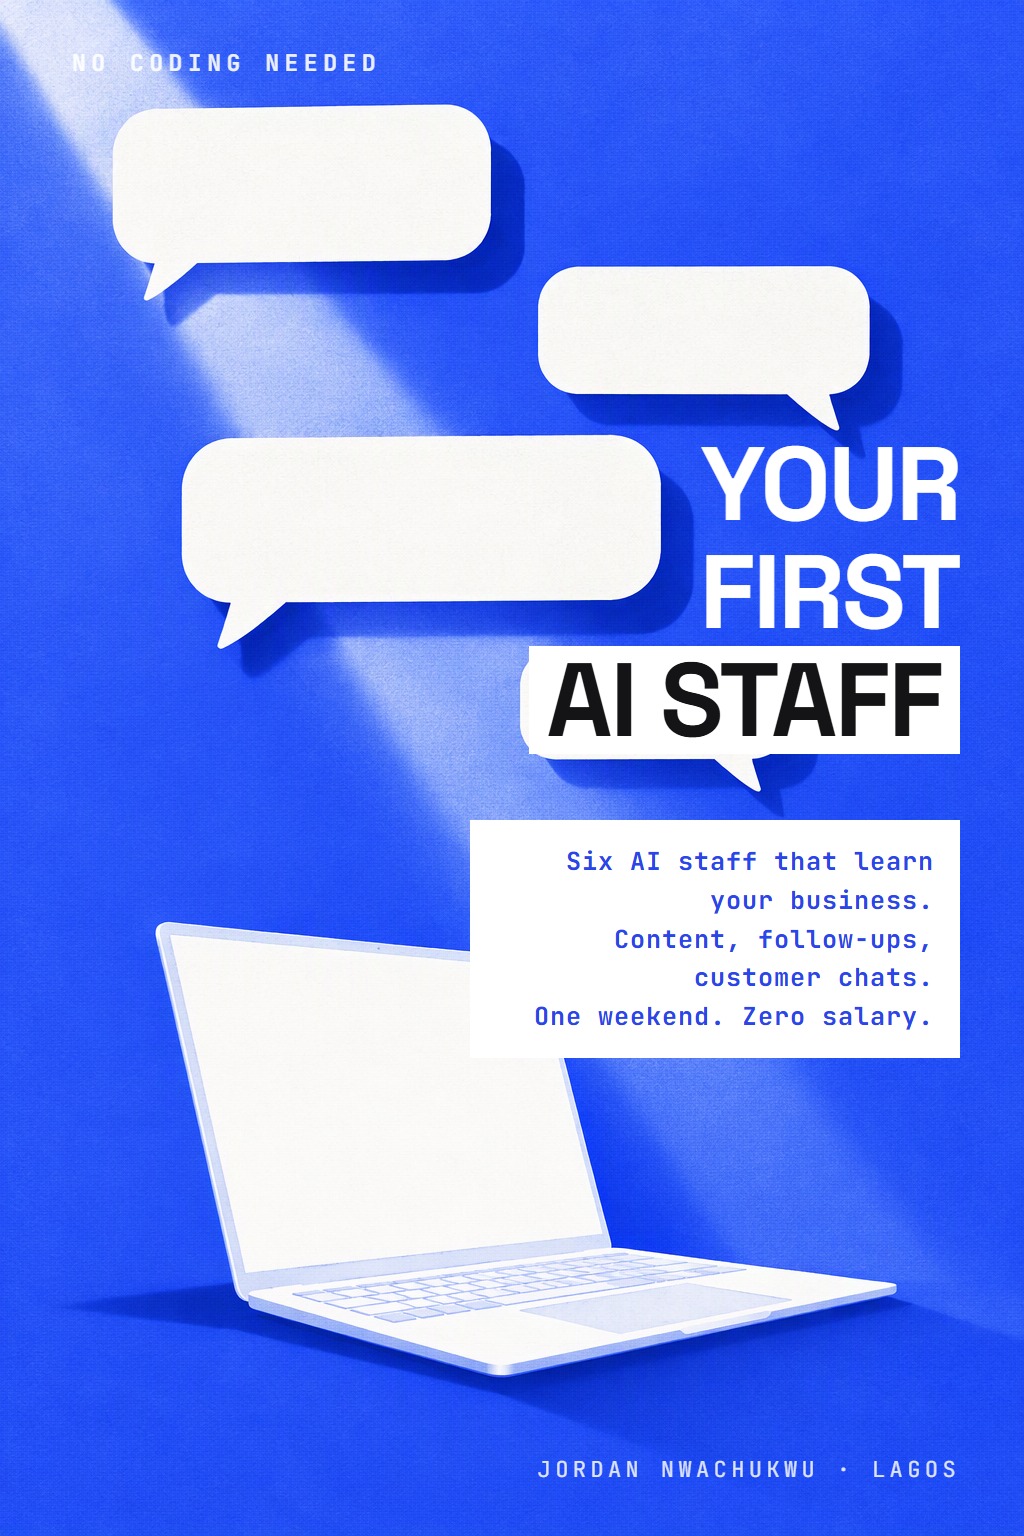 NO CODING NEEDED
YOUR
FIRST
AI STAFF
Six AI staff that learn
your business.
Content, follow-ups,
customer chats.
One weekend. Zero salary.
JORDAN NWACHUKWU · LAGOS